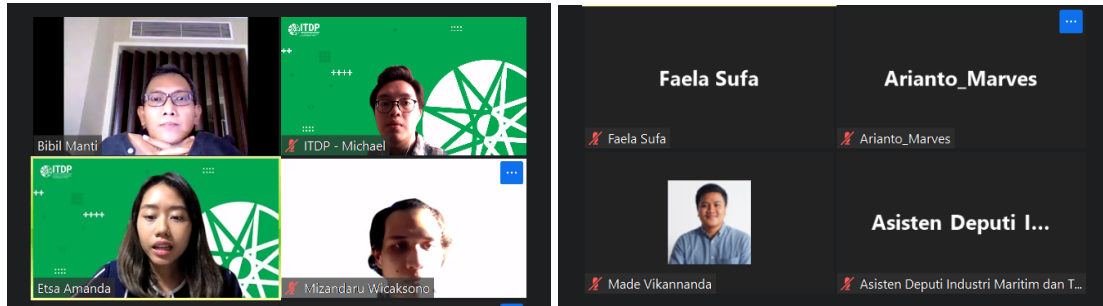 ITDP
Bibil Manti
ITDP - Michael
ITDP
Etsa Amanda
Mizandaru Wicaksono
Faela Sufa
Arianto_Marves
Faela Sufa
Arianto_Marves
Asisten Deputi I...
Made Vikannanda
Asisten Deputi Industri Maritim dan T...